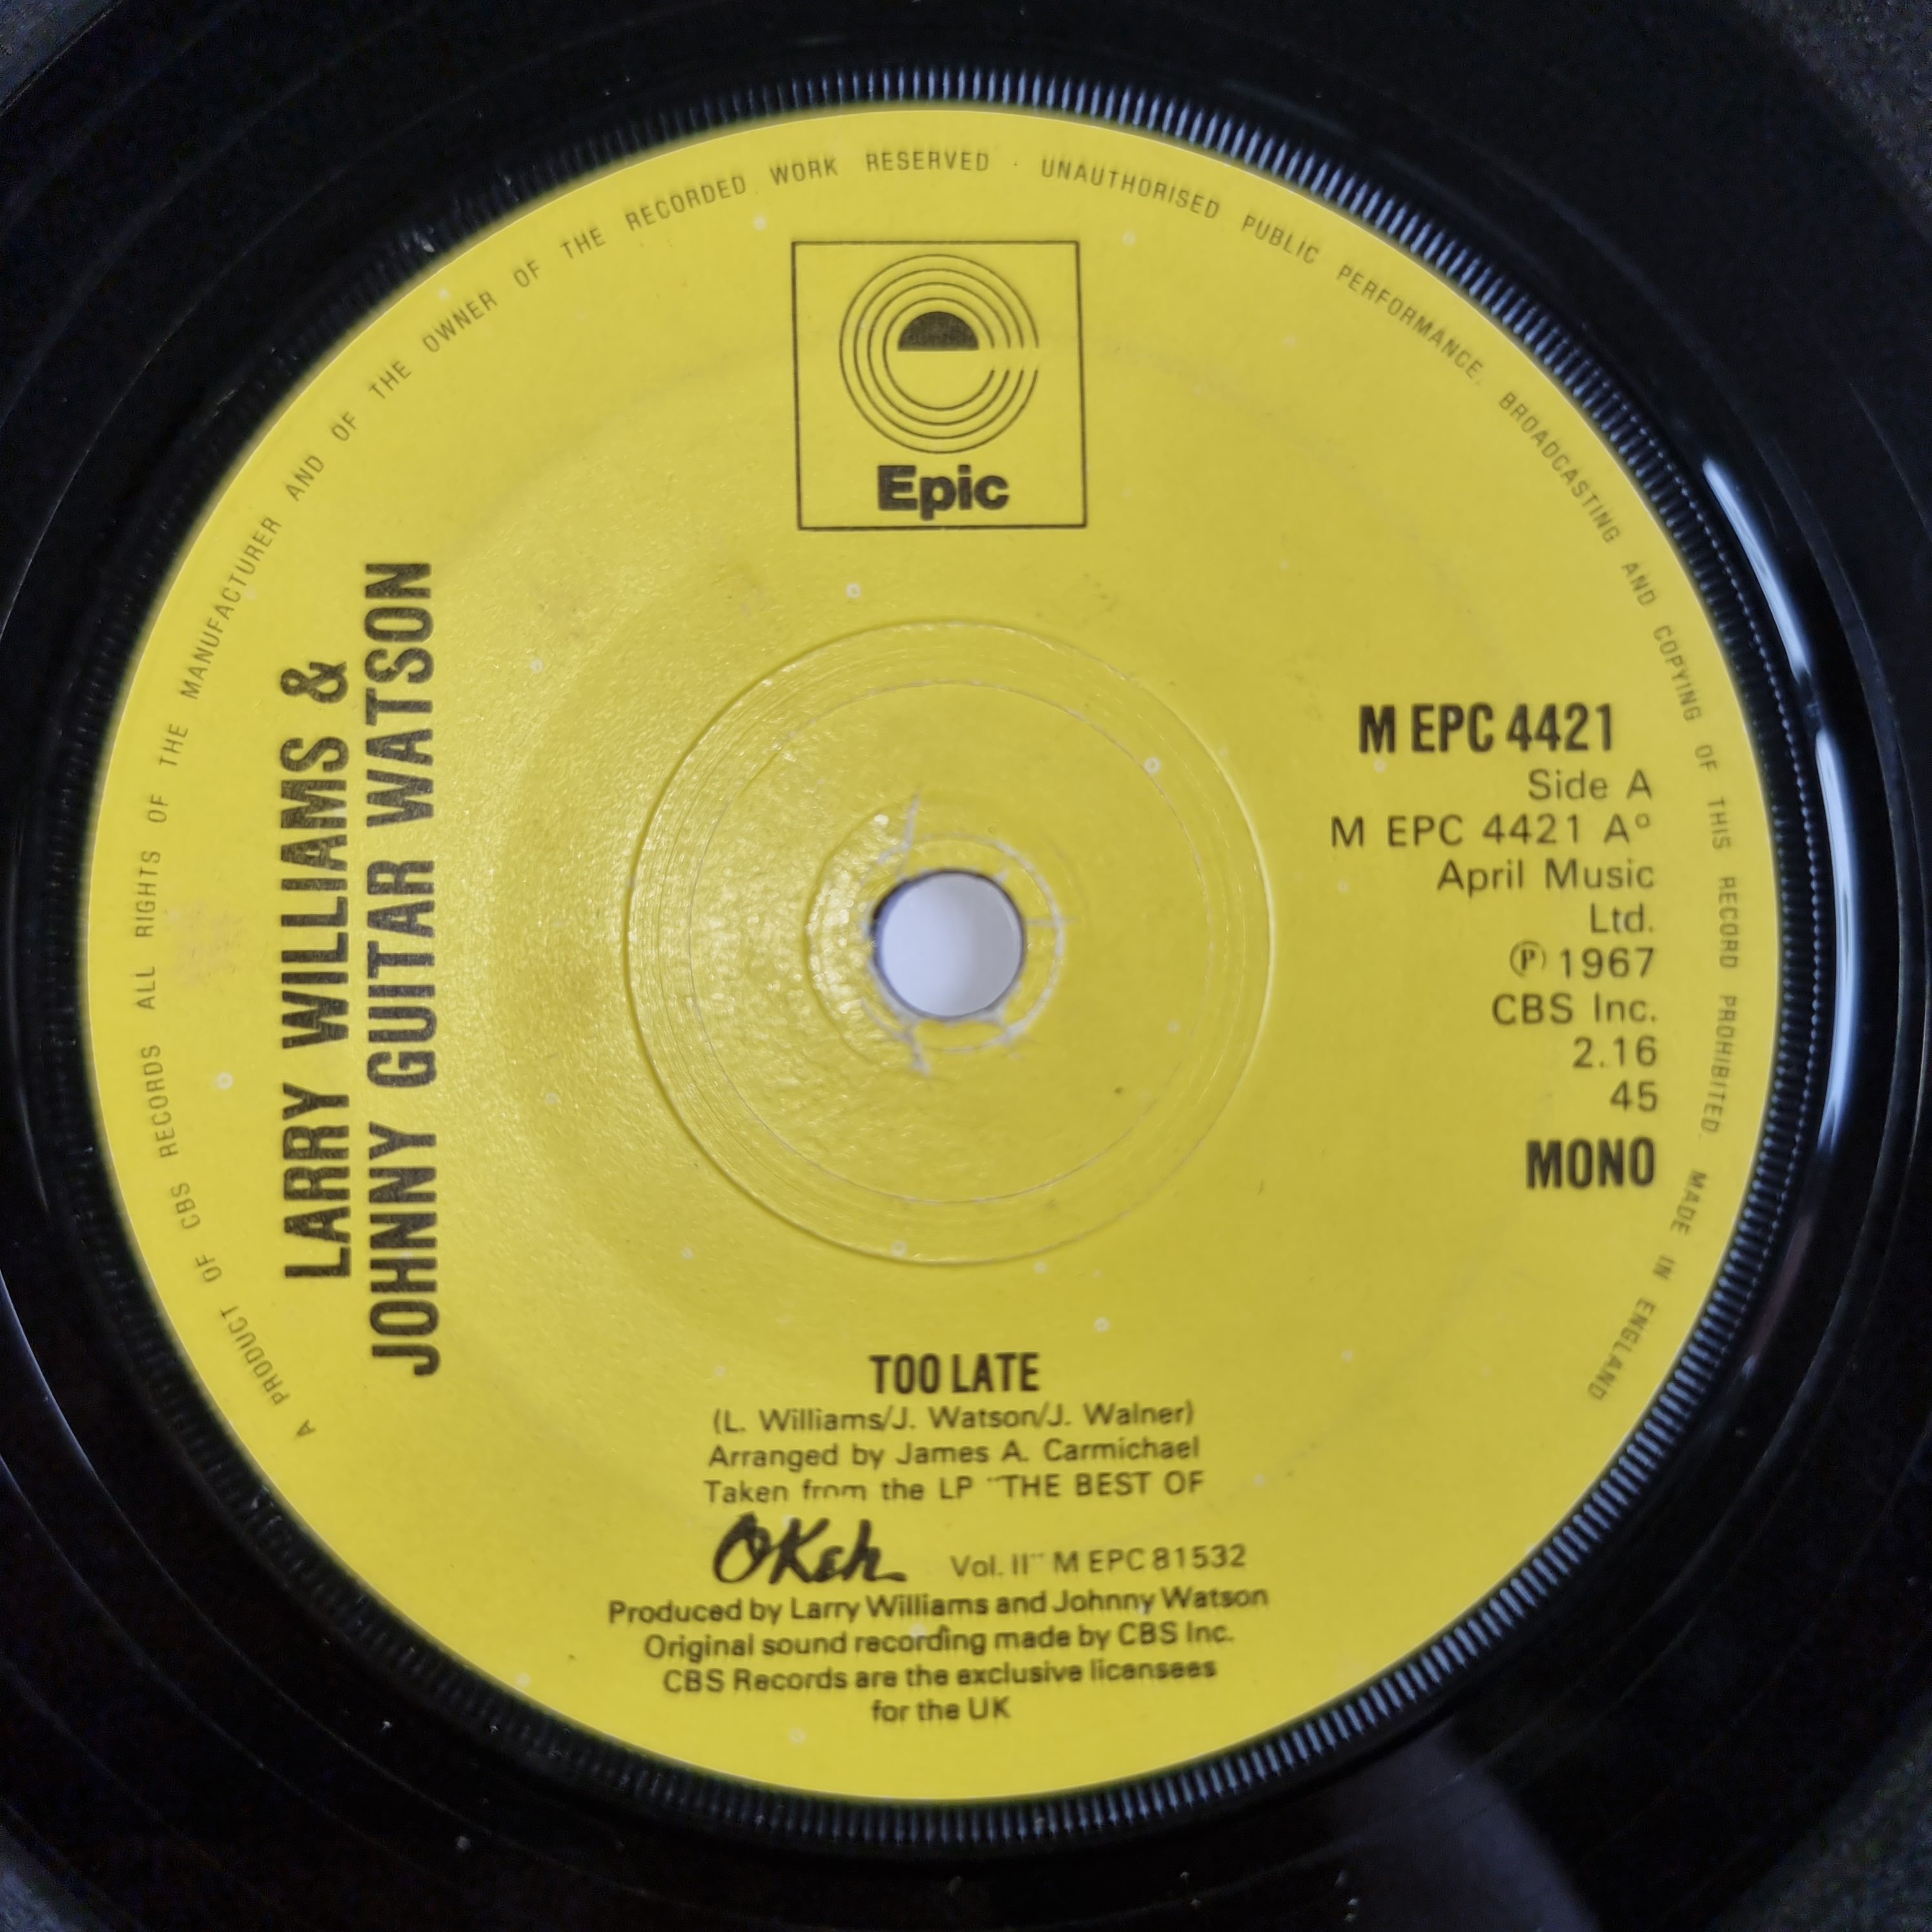 A PRODUCT OF CBS RECORDS ALL RIGHTS OF THE MANUFACTURER AND OF THE OWNER OF THE RECORDED WORK RESERVED · UNAUTHORISED PUBLIC PERFORMANCE. BROADCASTING AND COPYING OF THIS RECORD PROHIBITED. MADE IN ENGLAND
Epic
LARRY WILLIAMS &
JOHNNY GUITAR WATSON
M EPC 4421
Side A
M EPC 4421 Aº
April Music
Ltd.
Ⓟ 1967
CBS Inc.
2.16
45
MONO
TOO LATE
(L. Williams/J. Watson/J. Walner)
Arranged by James A. Carmichael
Taken from the LP "THE BEST OF
OKeh Vol. II" M EPC 81532
Produced by Larry Williams and Johnny Watson
Original sound recording made by CBS Inc.
CBS Records are the exclusive licensees
for the UK